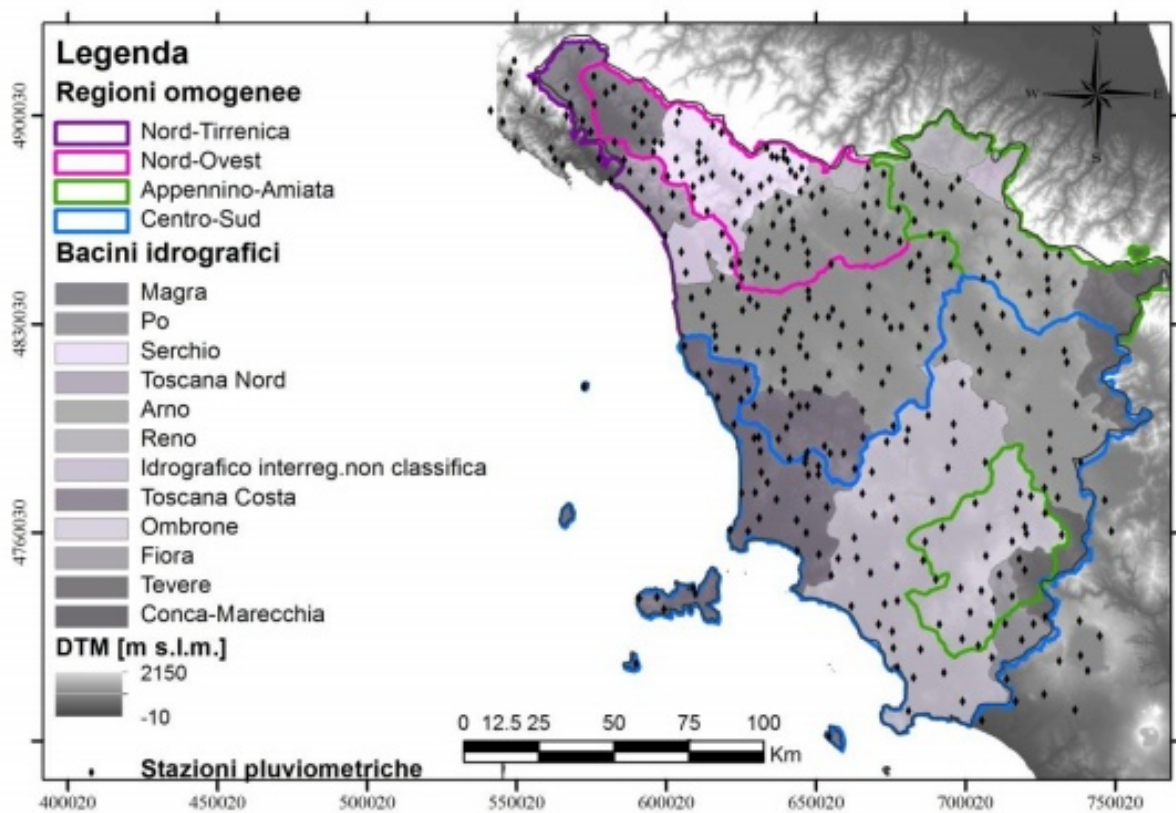 Legenda
Regioni omogenee
Nord-Tirrenica
Nord-Ovest
Appennino-Amiata
Centro-Sud
Bacini idrografici
Magra
Po
Serchio
Toscana Nord
Arno
Reno
Idrografico interreg.non classifica
Toscana Costa
Ombrone
Fiora
Tevere
Conca-Marecchia
DTM [m s.l.m.]
2150
-10
Stazioni pluviometriche
0 12.5 25 50 75 100
Km
N
W E
S
4900030
4830030
4760030
400020 450020 500020 550020 600020 650020 700020 750020